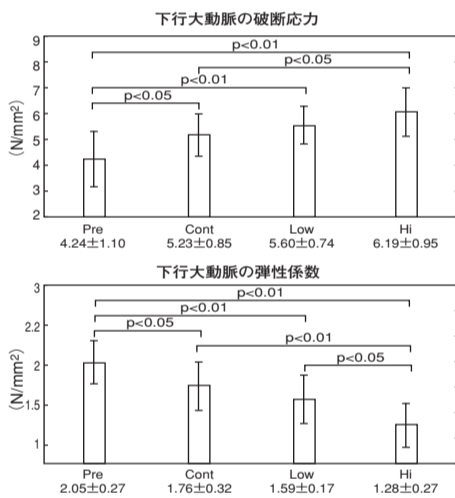 下行大動脈の破断応力
(N/mm²)
9
8
7
6
5
4
3
2
p<0.01
p<0.05
p<0.01
p<0.05
Pre Cont Low Hi
4.24±1.10 5.23±0.85 5.60±0.74 6.19±0.95
下行大動脈の弾性係数
(N/mm²)
3
2.2
2
1.5
1
p<0.01
p<0.01
p<0.05
p<0.01
p<0.05
Pre Cont Low Hi
2.05±0.27 1.76±0.32 1.59±0.17 1.28±0.27